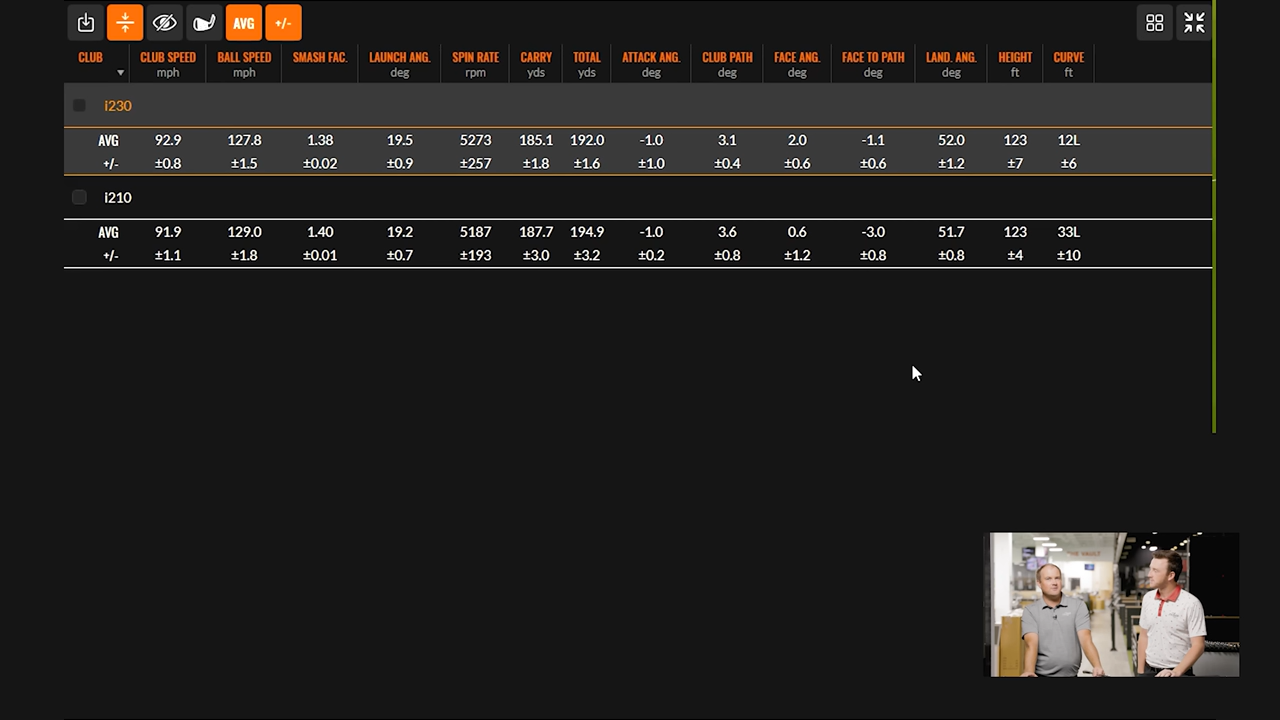 AVG +/-
CLUB CLUB SPEED BALL SPEED SMASH FAC. LAUNCH ANG. SPIN RATE CARRY TOTAL ATTACK ANG. CLUB PATH FACE ANG. FACE TO PATH LAND. ANG. HEIGHT CURVE
mph mph deg rpm yds yds deg deg deg deg deg ft ft
i230
AVG 92.9 127.8 1.38 19.5 5273 185.1 192.0 -1.0 3.1 2.0 -1.1 52.0 123 12L
+/- ±0.8 ±1.5 ±0.02 ±0.9 ±257 ±1.8 ±1.6 ±1.0 ±0.4 ±0.6 ±0.6 ±1.2 ±7 ±6
i210
AVG 91.9 129.0 1.40 19.2 5187 187.7 194.9 -1.0 3.6 0.6 -3.0 51.7 123 33L
+/- ±1.1 ±1.8 ±0.01 ±0.7 ±193 ±3.0 ±3.2 ±0.2 ±0.8 ±1.2 ±0.8 ±0.8 ±4 ±10
THE VAULT